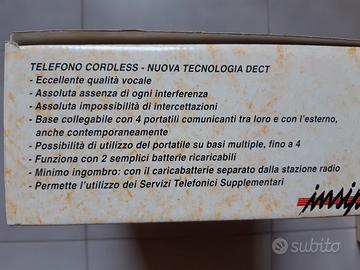 TELEFONO CORDLESS - NUOVA TECNOLOGIA DECT
- Eccellente qualità vocale
- Assoluta assenza di ogni interferenza
- Assoluta impossibilità di intercettazioni
- Base collegabile con 4 portatili comunicanti tra loro e con l'esterno,
anche contemporaneamente
- Possibilità di utilizzo del portatile su basi multiple, fino a 4
- Funziona con 2 semplici batterie ricaricabili
- Minimo ingombro: con il caricabatterie separato dalla stazione radio
- Permette l'utilizzo dei Servizi Telefonici Supplementari
subito